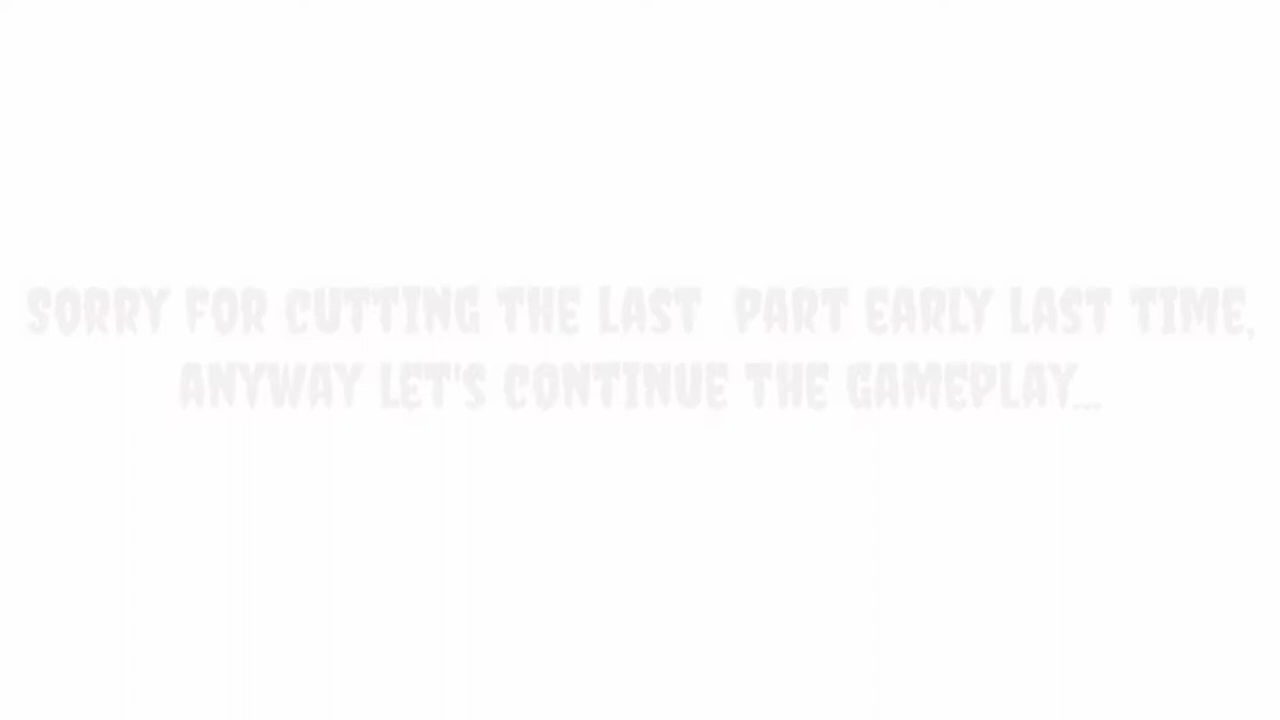 SORRY FOR CUTTING THE LAST PART EARLY LAST TIME,
ANYWAY LET'S CONTINUE THE GAMEPLAY...